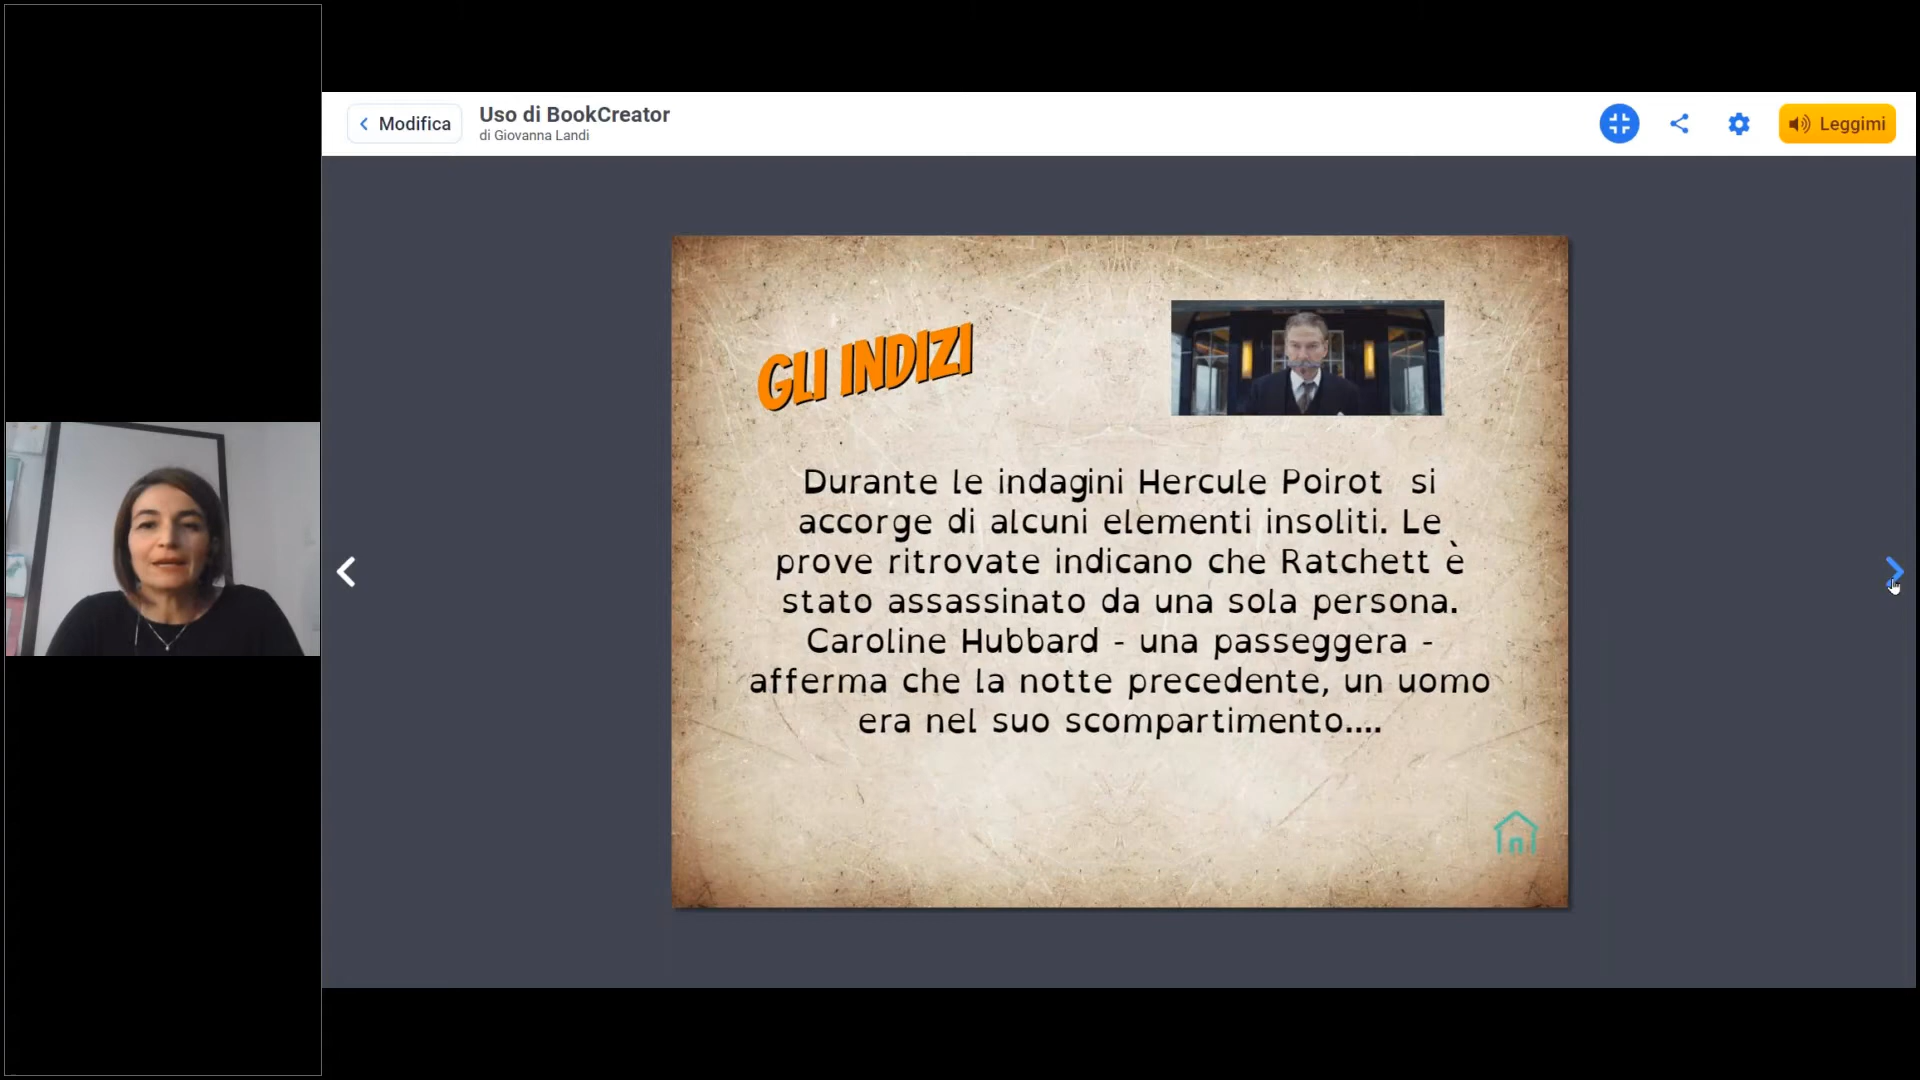 Modifica
Uso di BookCreator
di Giovanna Landi
Leggimi
GLI INDIZI
Durante le indagini Hercule Poirot si
accorge di alcuni elementi insoliti. Le
prove ritrovate indicano che Ratchett è
stato assassinato da una sola persona.
Caroline Hubbard - una passeggera -
afferma che la notte precedente, un uomo
era nel suo scompartimento....